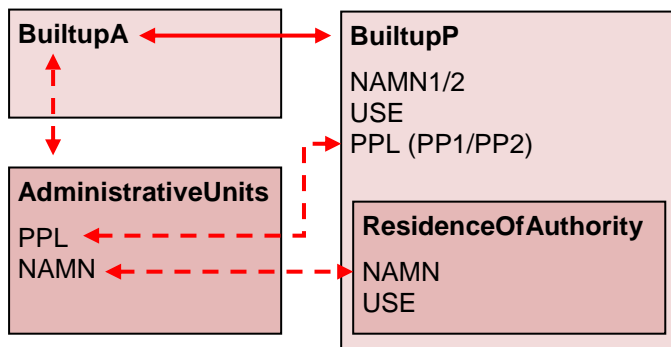 BuiltupA
BuiltupP
NAMN1/2
USE
PPL (PP1/PP2)
AdministrativeUnits
PPL
NAMN
ResidenceOfAuthority
NAMN
USE